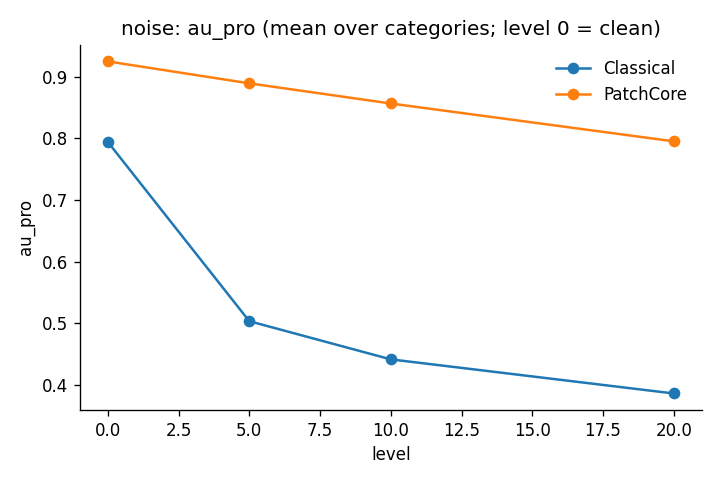 noise: au_pro (mean over categories; level 0 = clean)
Classical
PatchCore
au_pro
0.9
0.8
0.7
0.6
0.5
0.4
0.0 2.5 5.0 7.5 10.0 12.5 15.0 17.5 20.0
level